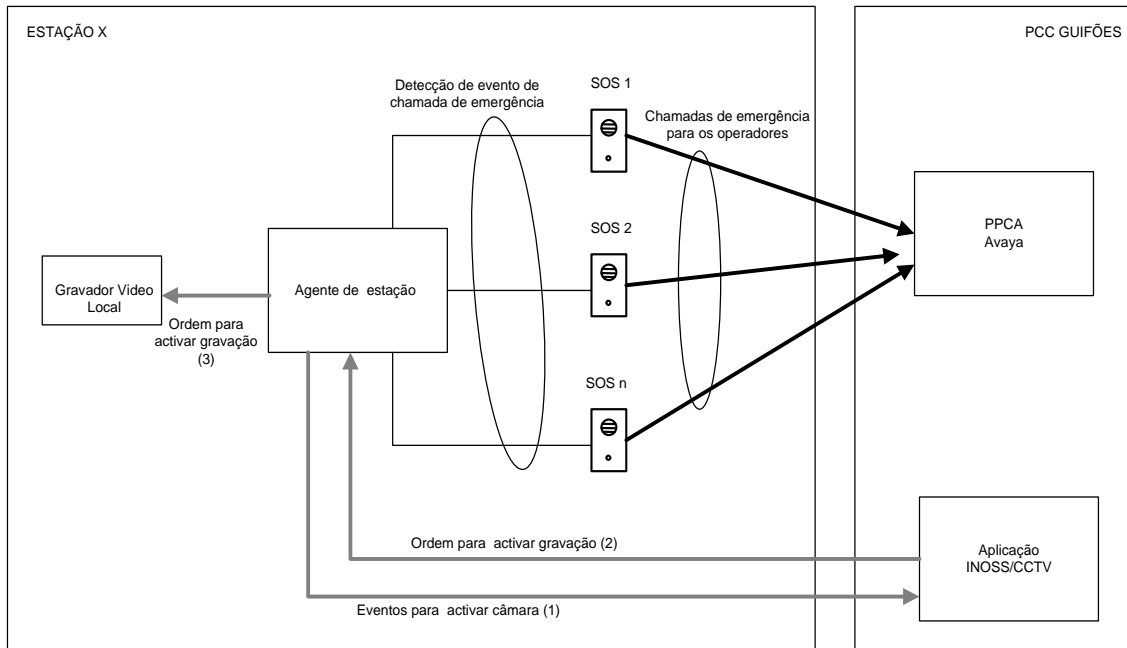 ESTAÇÃO X
PCC GUIFÕES
Detecção de evento de
chamada de emergência
SOS 1
Chamadas de emergência
para os operadores
PPCA
Avaya
SOS 2
Gravador Video
Local
Agente de estação
Ordem para
activar gravação
(3)
SOS n
Ordem para activar gravação (2)
Aplicação
INOSS/CCTV
Eventos para activar câmara (1)